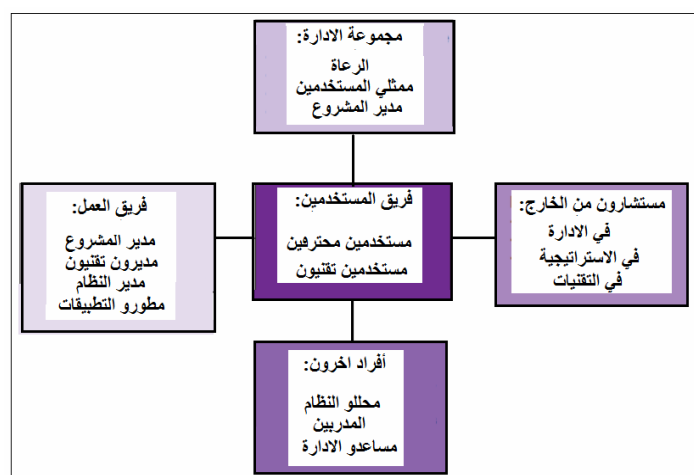 مجموعة الادارة:
الرعاة
ممثلي المستخدمين
مدير المشروع
مستشارون من الخارج:
في الادارة
في الاستراتيجية
في التقنيات
فريق المستخدمين:
مستخدمين محترفين
مستخدمين تقنيون
فريق العمل:
مدير المشروع
مديرون تقنيون
مدير النظام
مطورو التطبيقات
أفراد اخرون:
محللو النظام
المدربين
مساعدو الادارة